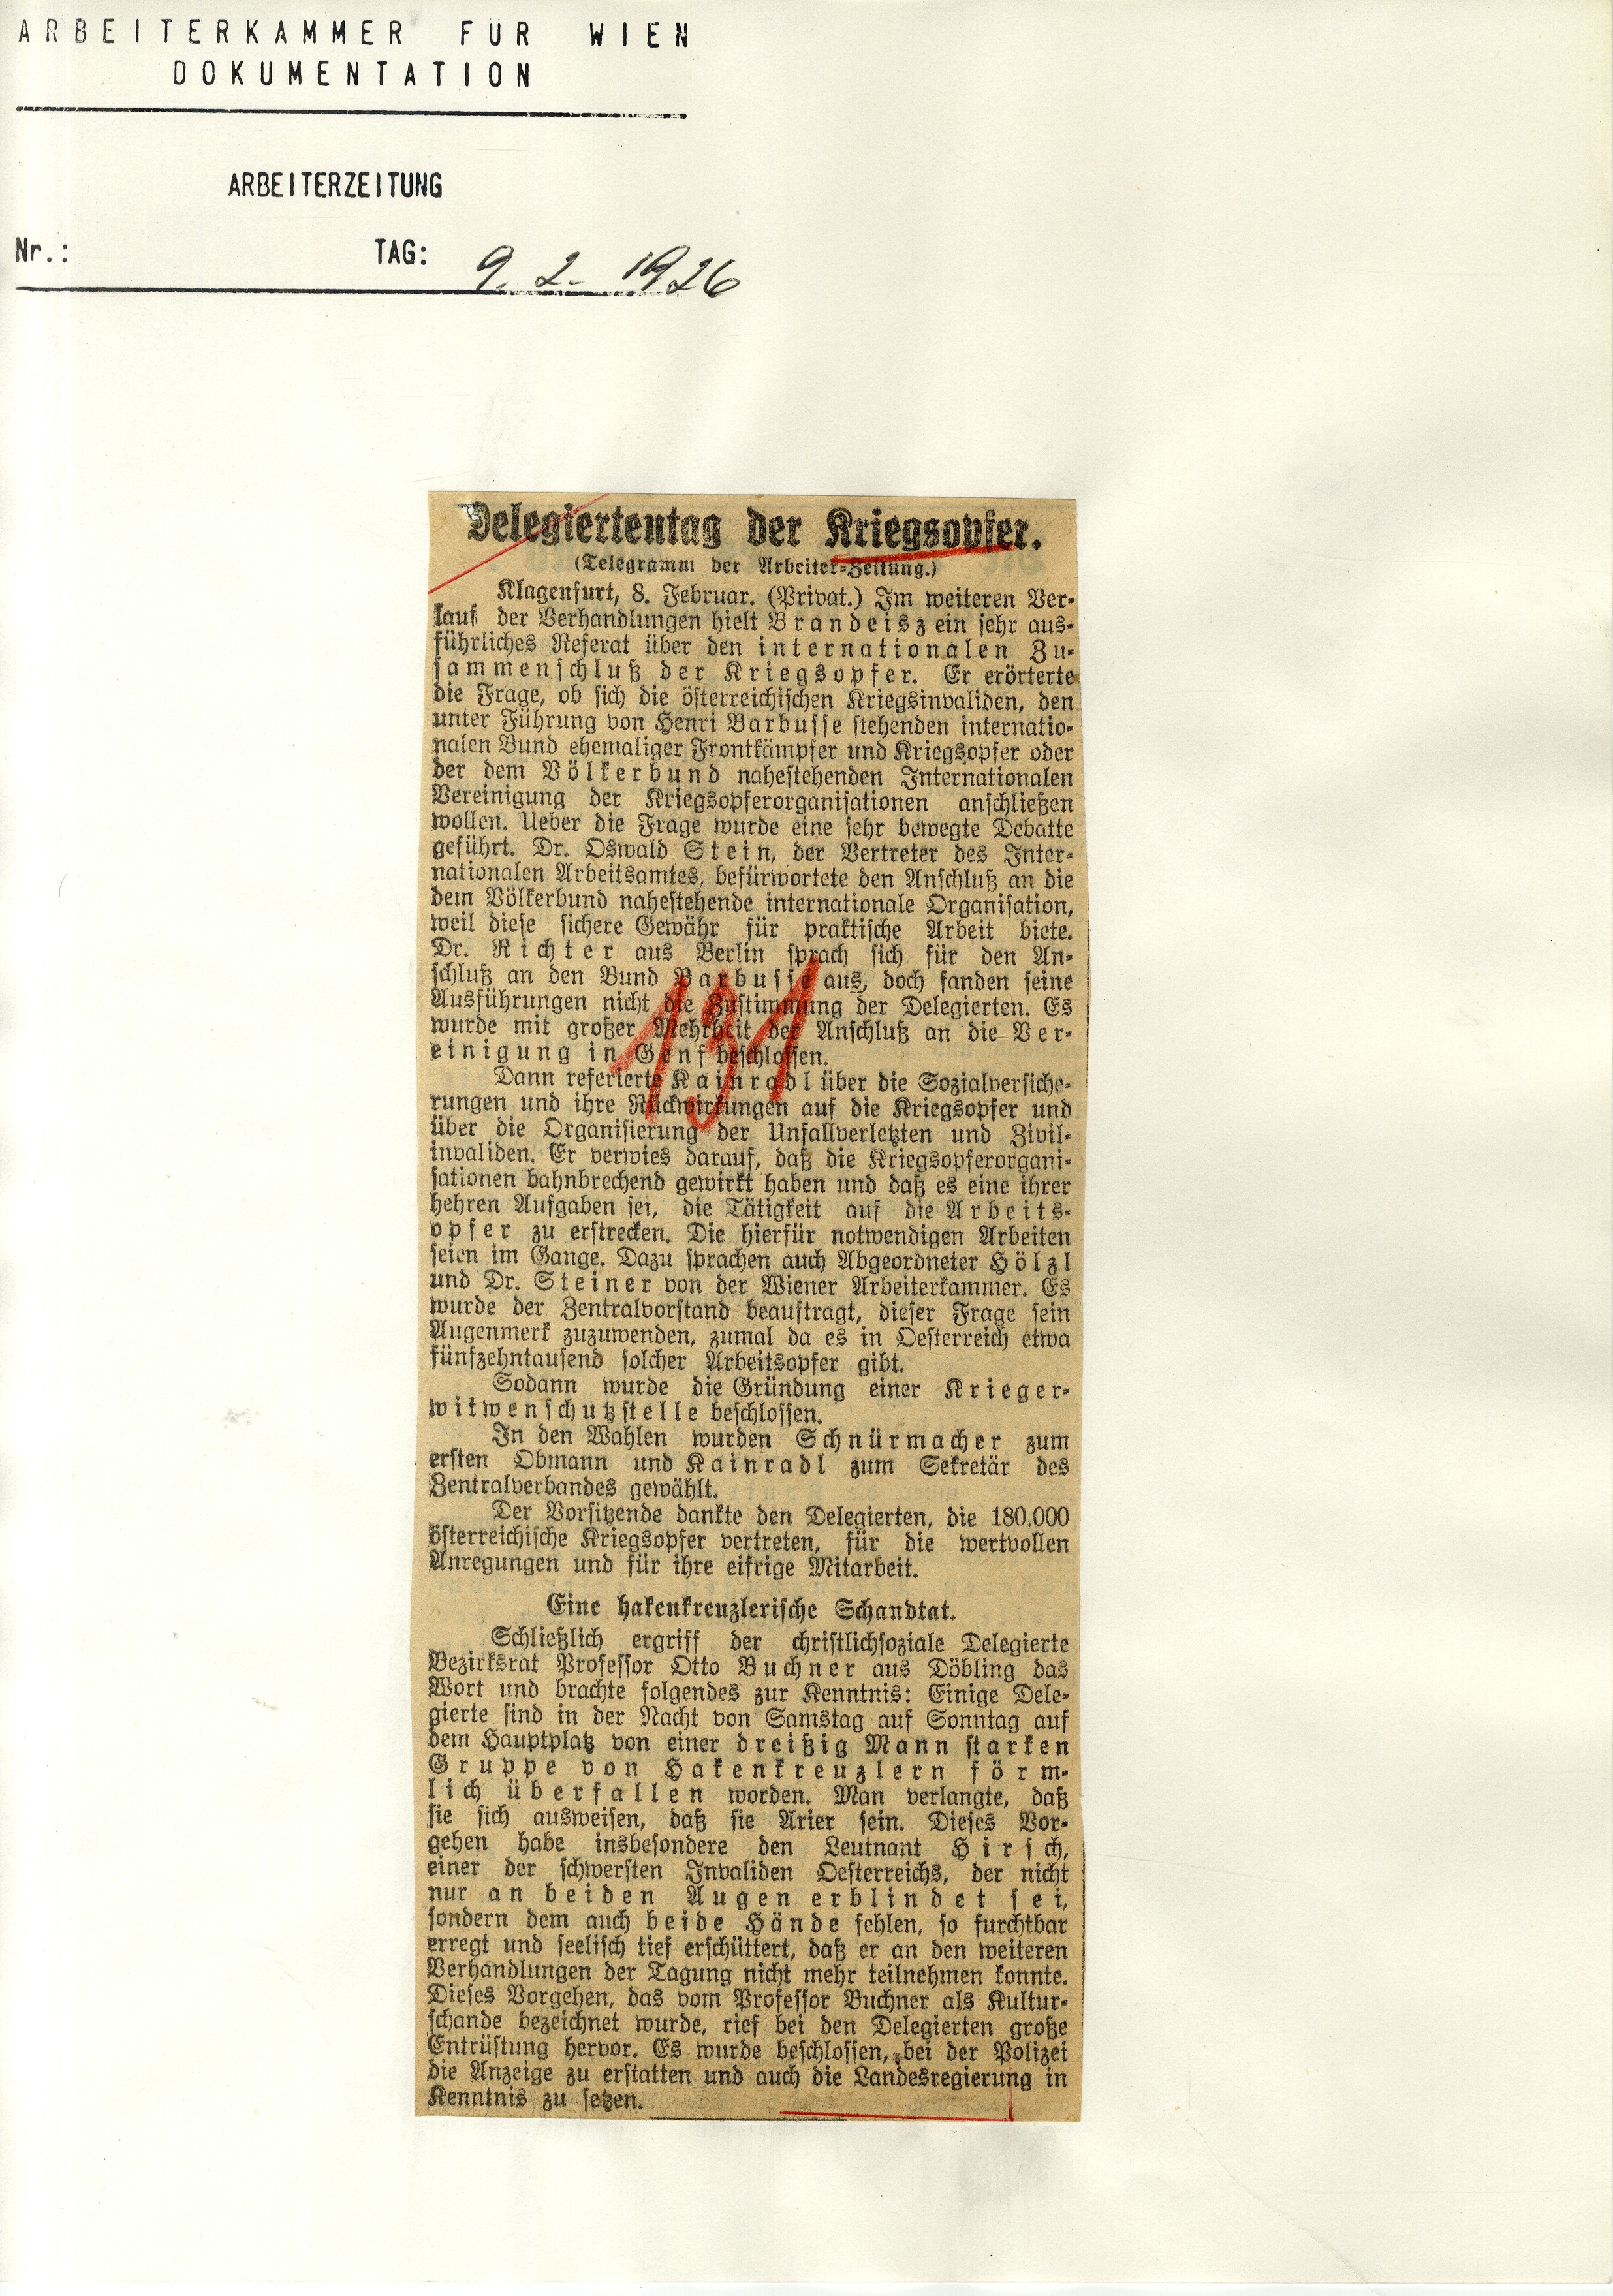 ARBEITERKAMMER FÜR WIEN
DOKUMENTATION
ARBEITERZEITUNG
Nr.: TAG: 9. 2. 1926
Delegiertentag der Kriegsopfer.
(Telegramm der Arbeiter-Zeitung.)
Klagenfurt, 8. Februar. (Privat.) Im weiteren Ver-
lauf der Verhandlungen hielt Brandeisz ein sehr aus-
führliches Referat über den internationalen Zu-
sammenschluß der Kriegsopfer. Er erörterte
die Frage, ob sich die österreichischen Kriegsinvaliden, den
unter Führung von Henri Barbusse stehenden internatio-
nalen Bund ehemaliger Frontkämpfer und Kriegsopfer oder
der dem Völkerbund nahestehenden Internationalen
Vereinigung der Kriegsopferorganisationen anschließen
wollen. Ueber die Frage wurde eine sehr bewegte Debatte
geführt. Dr. Oswald Stein, der Vertreter des Inter-
nationalen Arbeitsamtes, befürwortete den Anschluß an die
dem Völkerbund nahestehende internationale Organisation,
weil diese sichere Gewähr für praktische Arbeit biete.
Dr. Richter aus Berlin sprach sich für den An-
schluß an den Bund Barbusse aus, doch fanden seine
Ausführungen nicht die Zustimmung der Delegierten. Es
wurde mit großer Mehrheit der Anschluß an die Ver-
einigung in Genf beschlossen.
131
Dann referierte Kainradl über die Sozialversiche-
rungen und ihre Rückwirkungen auf die Kriegsopfer und
über die Organisierung der Unfallverletzten und Zivil-
invaliden. Er verwies darauf, daß die Kriegsopferorgani-
sationen bahnbrechend gewirkt haben und daß es eine ihrer
hehren Aufgaben sei, die Tätigkeit auf die Arbeits-
opfer zu erstrecken. Die hierfür notwendigen Arbeiten
seien im Gange. Dazu sprachen auch Abgeordneter Hölzl
und Dr. Steiner von der Wiener Arbeiterkammer. Es
wurde der Zentralvorstand beauftragt, dieser Frage sein
Augenmerk zuzuwenden, zumal da es in Oesterreich etwa
fünfzehntausend solcher Arbeitsopfer gibt.
Sodann wurde die Gründung einer Krieger-
witwenschutzstelle beschlossen.
In den Wahlen wurden Schnürmacher zum
ersten Obmann und Kainradl zum Sekretär des
Zentralverbandes gewählt.
Der Vorsitzende dankte den Delegierten, die 180.000
österreichische Kriegsopfer vertreten, für die wertvollen
Anregungen und für ihre eifrige Mitarbeit.
Eine hakenkreuzlerische Schandtat.
Schließlich ergriff der christlichsoziale Delegierte
Bezirksrat Professor Otto Buchner aus Döbling das
Wort und brachte folgendes zur Kenntnis: Einige Dele-
gierte sind in der Nacht von Samstag auf Sonntag auf
dem Hauptplatz von einer dreißig Mann starken
Gruppe von Hakenkreuzlern förm-
lich überfallen worden. Man verlangte, daß
sie sich ausweisen, daß sie Arier sein. Dieses Vor-
gehen habe insbesondere den Leutnant Hirsch,
einer der schwersten Invaliden Oesterreichs, der nicht
nur an beiden Augen erblindet sei,
sondern dem auch beide Hände fehlen, so furchtbar
erregt und seelisch tief erschüttert, daß er an den weiteren
Verhandlungen der Tagung nicht mehr teilnehmen konnte.
Dieses Vorgehen, das vom Professor Buchner als Kultur-
schande bezeichnet wurde, rief bei den Delegierten große
Entrüstung hervor. Es wurde beschlossen, bei der Polizei
die Anzeige zu erstatten und auch die Landesregierung in
Kenntnis zu setzen.